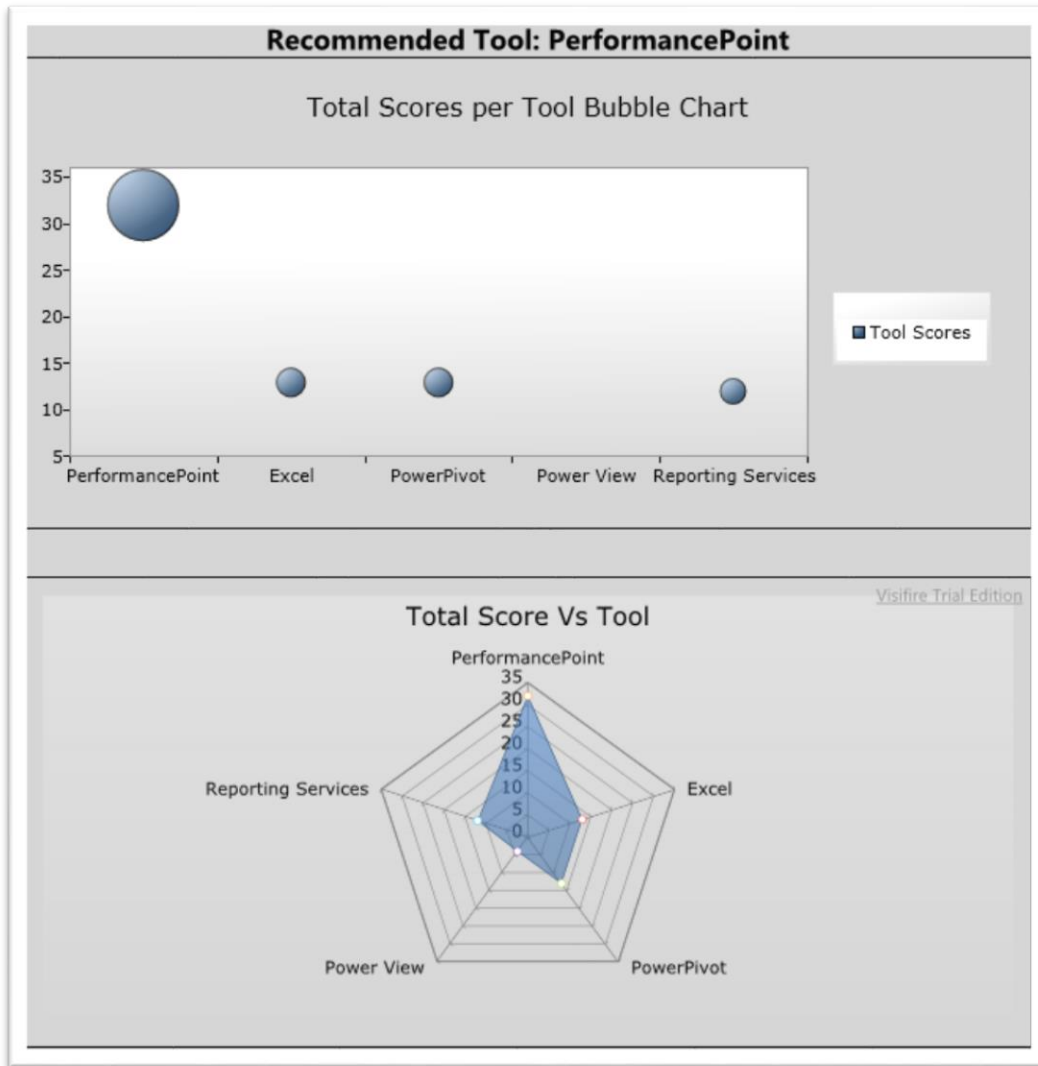 Recommended Tool: PerformancePoint
Total Scores per Tool Bubble Chart
35
30
25
20
15
10
5
PerformancePoint Excel PowerPivot Power View Reporting Services
Tool Scores
Visifire Trial Edition
Total Score Vs Tool
PerformancePoint
35
30
25
20
15
10
5
0
Reporting Services
Excel
Power View
PowerPivot